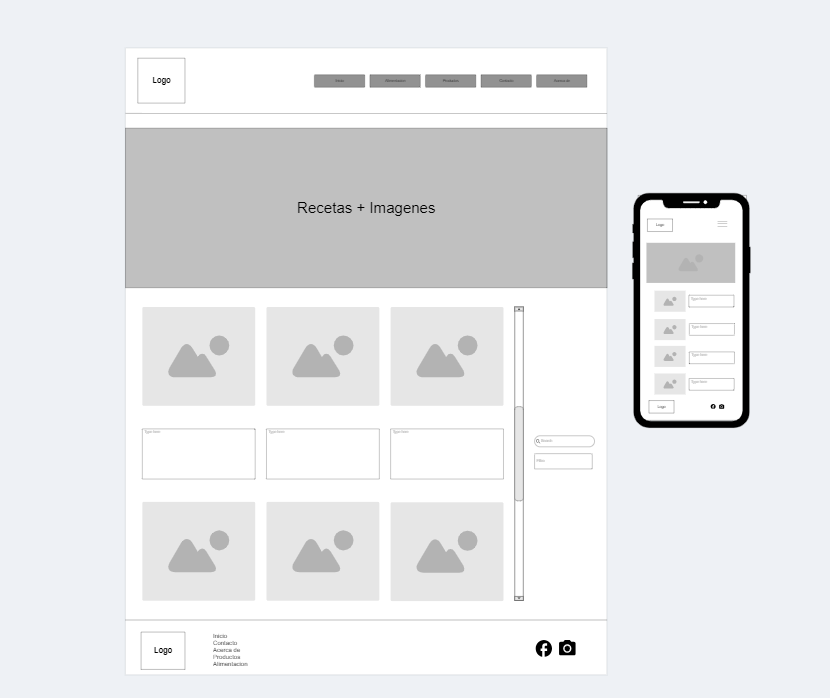 Logo
Inicio
Alimentacion
Productos
Contacto
Acerca de
Recetas + Imagenes
Type here
Type here
Type here
Search
Filtro
Logo
Inicio
Contacto
Acerca de
Productos
Alimentacion
Logo
Type here
Type here
Type here
Type here
Logo